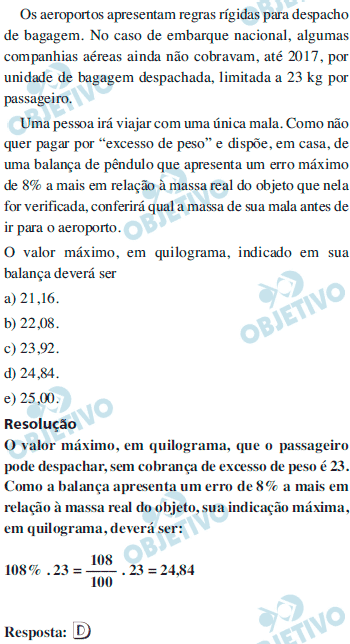 Os aeroportos apresentam regras rígidas para despacho
de bagagem. No caso de embarque nacional, algumas
companhias aéreas ainda não cobravam, até 2017, por
unidade de bagagem despachada, limitada a 23 kg por
passageiro.
Uma pessoa irá viajar com uma única mala. Como não
quer pagar por “excesso de peso” e dispõe, em casa, de
uma balança de pêndulo que apresenta um erro máximo
de 8% a mais em relação à massa real do objeto que nela
for verificada, conferirá qual a massa de sua mala antes de
ir para o aeroporto.
O valor máximo, em quilograma, indicado em sua
balança deverá ser
a) 21,16.
b) 22,08.
c) 23,92.
d) 24,84.
e) 25,00.
Resolução
O valor máximo, em quilograma, que o passageiro
pode despachar, sem cobrança de excesso de peso é 23.
Como a balança apresenta um erro de 8% a mais em
relação à massa real do objeto, sua indicação máxima,
em quilograma, deverá ser:
108% . 23 = 108/100 . 23 = 24,84
Resposta: D
OBJETIVO
OBJETIVO
OBJETIVO
OBJETIVO
OBJETIVO
OBJETIVO